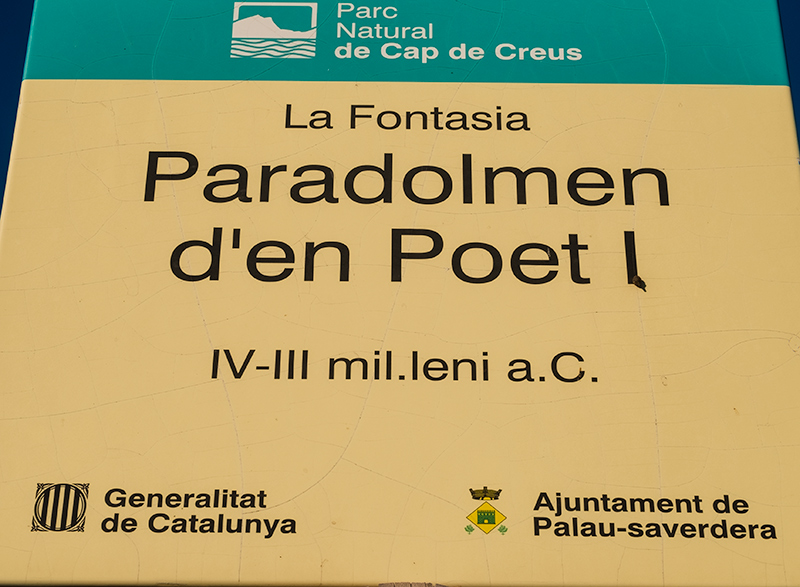 Parc
Natural
de Cap de Creus
La Fontasia
Paradolmen
d'en Poet I
IV-III mil.leni a.C.
Generalitat
de Catalunya
Ajuntament de
Palau-saverdera